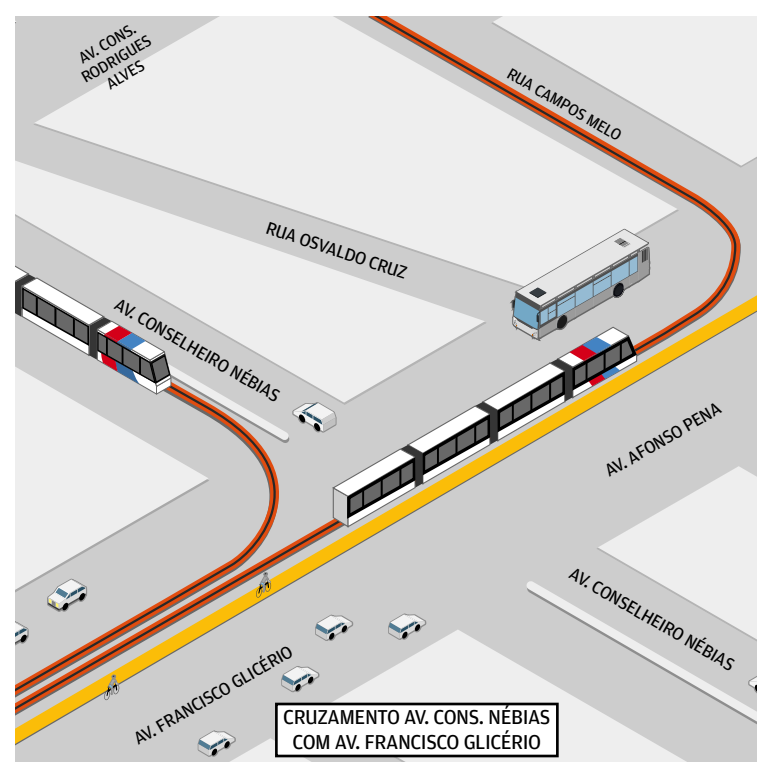 AV. CONS.
RODRIGUES
ALVES
RUA CAMPOS MELO
RUA OSVALDO CRUZ
AV. CONSELHEIRO NÉBIAS
AV. AFONSO PENA
AV. CONSELHEIRO NÉBIAS
AV. FRANCISCO GLICÉRIO
CRUZAMENTO AV. CONS. NÉBIAS
COM AV. FRANCISCO GLICÉRIO